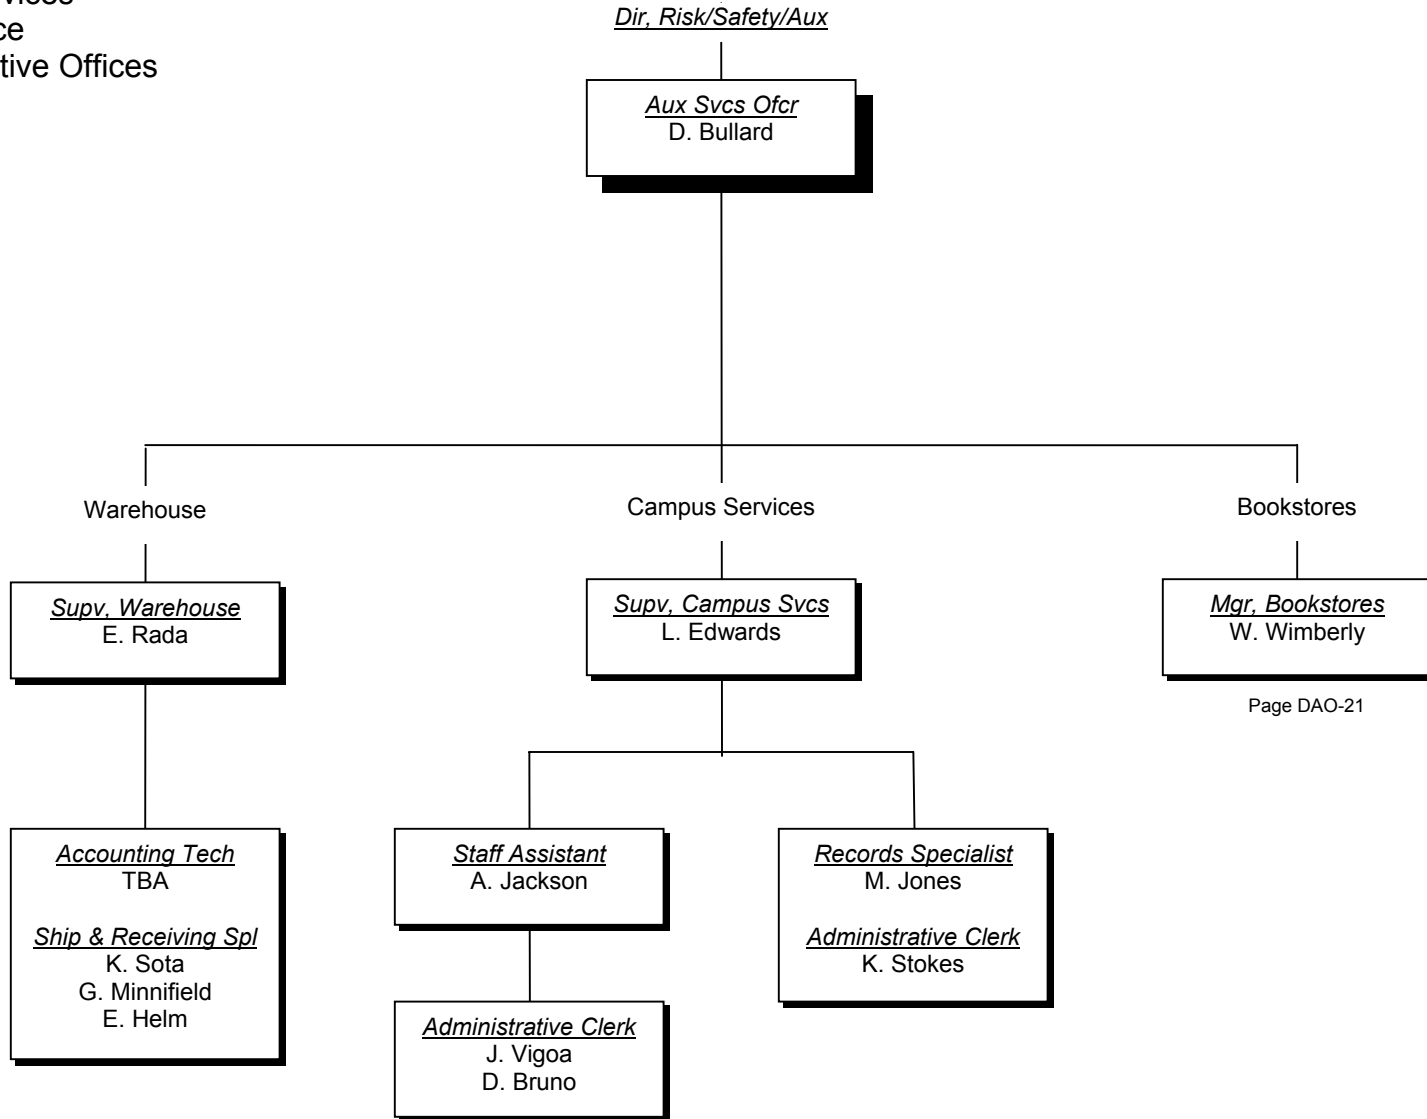 tive Offices
Dir, Risk/Safety/Aux
Aux Svcs Ofcr
D. Bullard
Warehouse
Campus Services
Bookstores
Supv, Warehouse
E. Rada
Supv, Campus Svcs
L. Edwards
Mgr, Bookstores
W. Wimberly
Page DAO-21
Accounting Tech
TBA
Ship & Receiving Spl
K. Sota
G. Minnifield
E. Helm
Staff Assistant
A. Jackson
Administrative Clerk
J. Vigoa
D. Bruno
Records Specialist
M. Jones
Administrative Clerk
K. Stokes